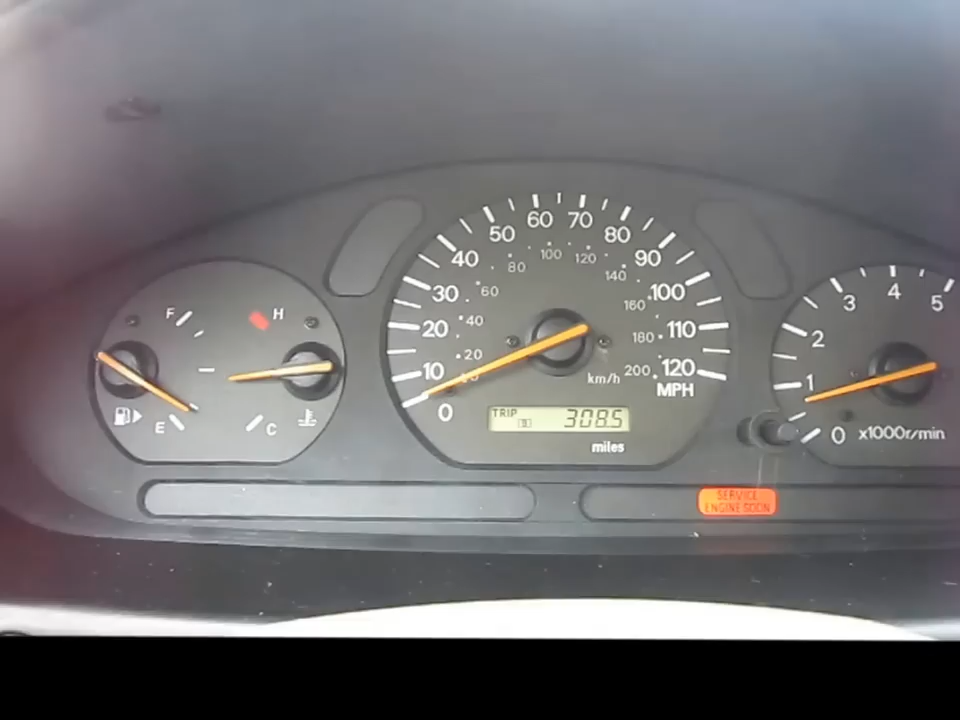 F
H
E
C
0
10
20
30
40
50
60
70
80
90
100
110
120
MPH
20
40
60
80
100
120
140
160
180
200
km/h
TRIP
B
308.5
miles
0
1
2
3
4
5
x1000r/min
SERVICE
ENGINE SOON